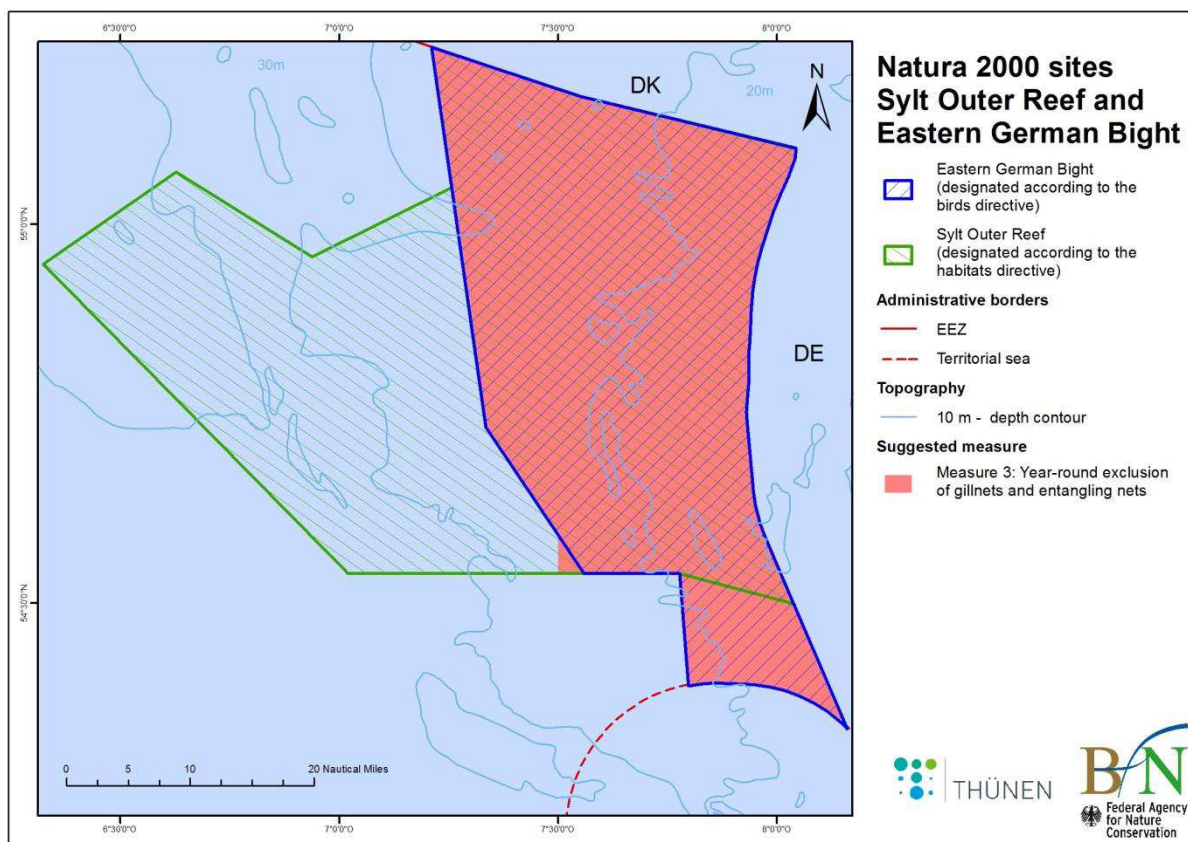 6°30'0"O
7°0'0"O
7°30'0"O
8°0'0"O
30m
DK
N
20m
55°0'0"N
DE
54°30'0"N
0 5 10 20 Nautical Miles
6°30'0"O
7°0'0"O
7°30'0"O
8°0'0"O
Natura 2000 sites
Sylt Outer Reef and
Eastern German Bight
Eastern German Bight
(designated according to the
birds directive)
Sylt Outer Reef
(designated according to the
habitats directive)
Administrative borders
EEZ
Territorial sea
Topography
10 m - depth contour
Suggested measure
Measure 3: Year-round exclusion
of gillnets and entangling nets
THÜNEN
BfN
Federal Agency
for Nature
Conservation